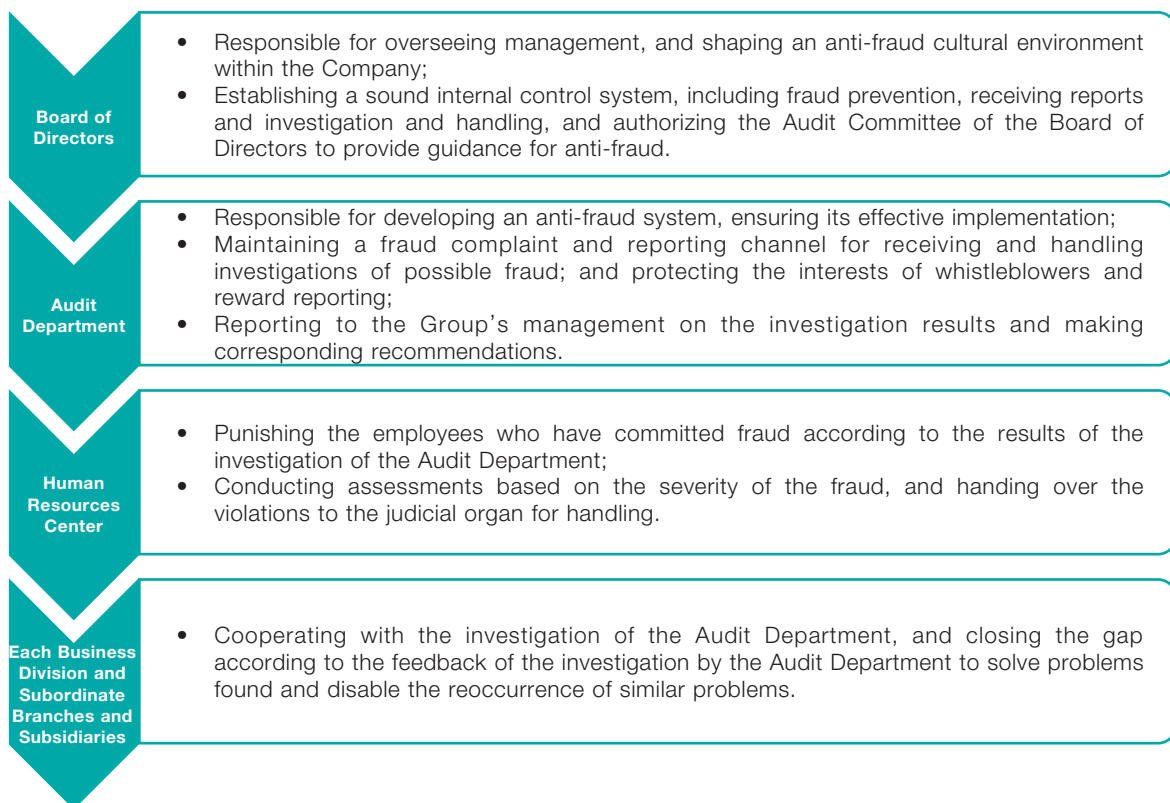 Board of
Directors
• Responsible for overseeing management, and shaping an anti-fraud cultural environment
within the Company;
• Establishing a sound internal control system, including fraud prevention, receiving reports
and investigation and handling, and authorizing the Audit Committee of the Board of
Directors to provide guidance for anti-fraud.
Audit
Department
• Responsible for developing an anti-fraud system, ensuring its effective implementation;
• Maintaining a fraud complaint and reporting channel for receiving and handling
investigations of possible fraud; and protecting the interests of whistleblowers and
reward reporting;
• Reporting to the Group's management on the investigation results and making
corresponding recommendations.
Human
Resources
Center
• Punishing the employees who have committed fraud according to the results of the
investigation of the Audit Department;
• Conducting assessments based on the severity of the fraud, and handing over the
violations to the judicial organ for handling.
Each Business
Division and
Subordinate
Branches and
Subsidiaries
• Cooperating with the investigation of the Audit Department, and closing the gap
according to the feedback of the investigation by the Audit Department to solve problems
found and disable the reoccurrence of similar problems.